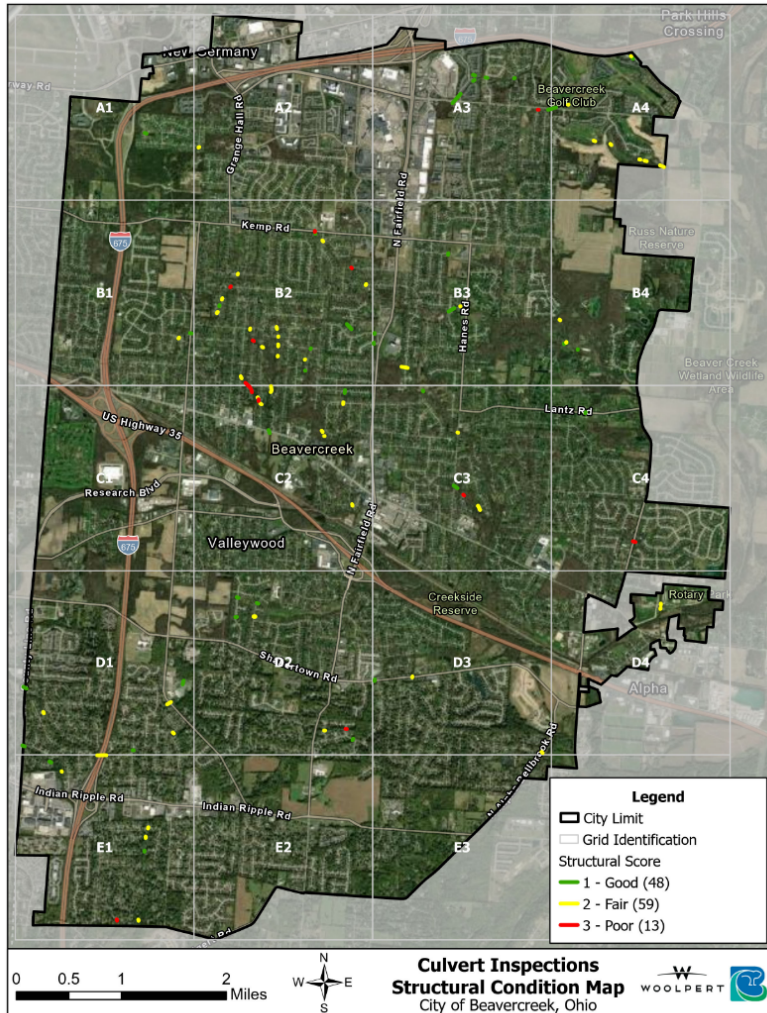 Park Hills
Crossing
New Germany
675
Beavercreek
Golf Club
A1
A2
A3
A4
Grange Hall Rd
N Fairfield Rd
Kemp Rd
Russ Nature
Reserve
675
B1
B2
B3
B4
Hanes Rd
Beaver Creek
Wetland Wildlife
Area
US Highway 35
Lantz Rd
Beavercreek
C1
C2
C3
C4
Research Blvd
Valleywood
675
N Fairfield Rd
Creekside
Reserve
Rotary
D1
D2
D3
D4
Alpha
Indian Ripple Rd
Indian Ripple Rd
E1
E2
E3
Legend
City Limit
Grid Identification
Structural Score
1 - Good (48)
2 - Fair (59)
3 - Poor (13)
0 0.5 1 2
Miles
N
W E
S
Culvert Inspections
Structural Condition Map
City of Beavercreek, Ohio
WOOLPERT